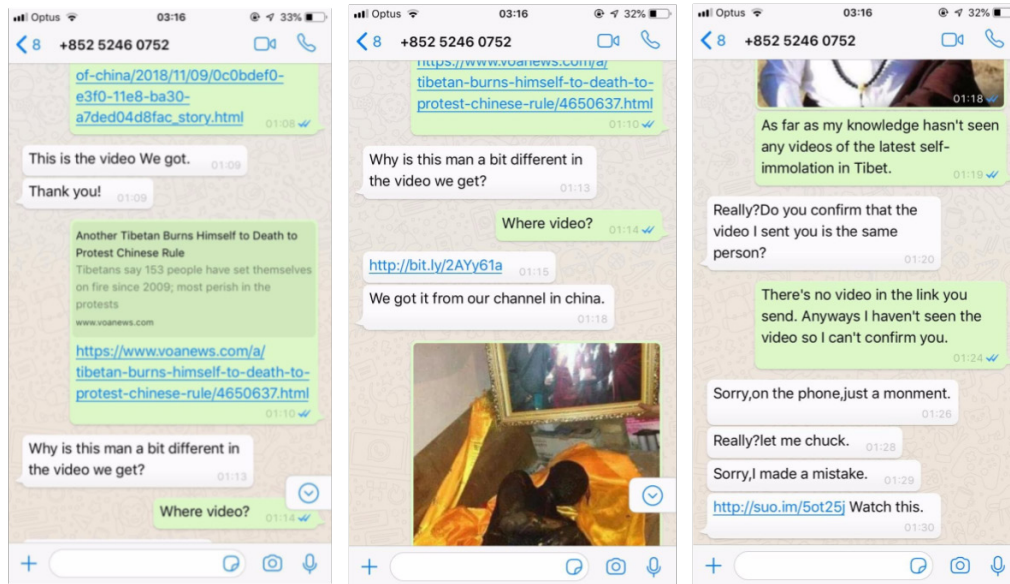 Optus 03:16 33%
8 +852 5246 0752
of-china/2018/11/09/0c0bdef0-
e3f0-11e8-ba30-
a7ded04d8fac_story.html
01:08
This is the video We got.
01:09
Thank you!
01:09
Another Tibetan Burns Himself to Death to
Protest Chinese Rule
Tibetans say 153 people have set themselves
on fire since 2009; most perish in the
protests
www.voanews.com
https://www.voanews.com/a/
tibetan-burns-himself-to-death-to-
protest-chinese-rule/4650637.html
01:10
Why is this man a bit different in
the video we get?
01:13
Where video?
01:14
Optus 03:16 32%
8 +852 5246 0752
https://www.voanews.com/a/
tibetan-burns-himself-to-death-to-
protest-chinese-rule/4650637.html
01:10
Why is this man a bit different in
the video we get?
01:13
Where video?
01:14
http://bit.ly/2AYy61a
01:15
We got it from our channel in china.
01:18
Optus 03:16 32%
8 +852 5246 0752
01:18
As far as my knowledge hasn't seen
any videos of the latest self-
immolation in Tibet.
01:19
Really?Do you confirm that the
video I sent you is the same
person?
01:20
There's no video in the link you
send. Anyways I haven't seen the
video so I can't confirm you.
01:24
Sorry,on the phone,just a monment.
01:26
Really?let me chuck.
01:28
Sorry,I made a mistake.
01:29
http://suo.im/5ot25j Watch this.
01:30